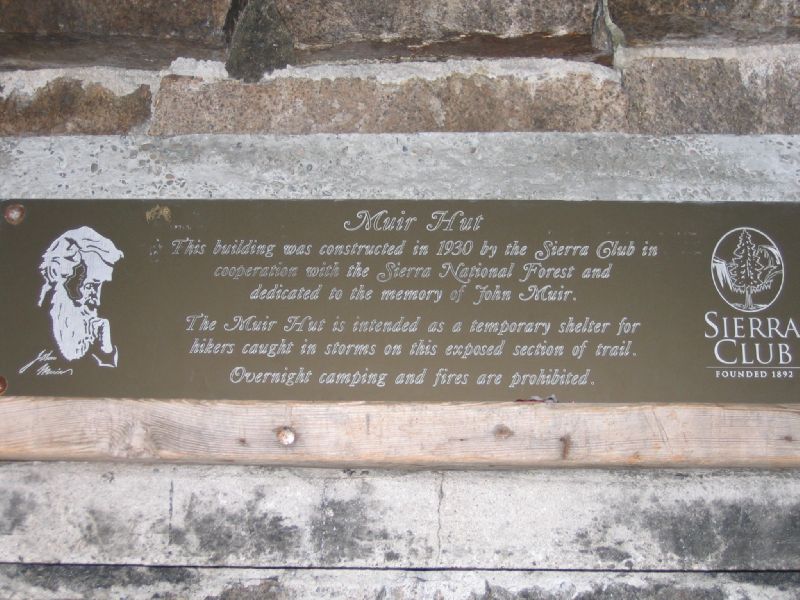 Muir Hut
This building was constructed in 1930 by the Sierra Club in
cooperation with the Sierra National Forest and
dedicated to the memory of John Muir.
The Muir Hut is intended as a temporary shelter for
hikers caught in storms on this exposed section of trail.
Overnight camping and fires are prohibited.
John
Muir
SIERRA
CLUB
FOUNDED 1892